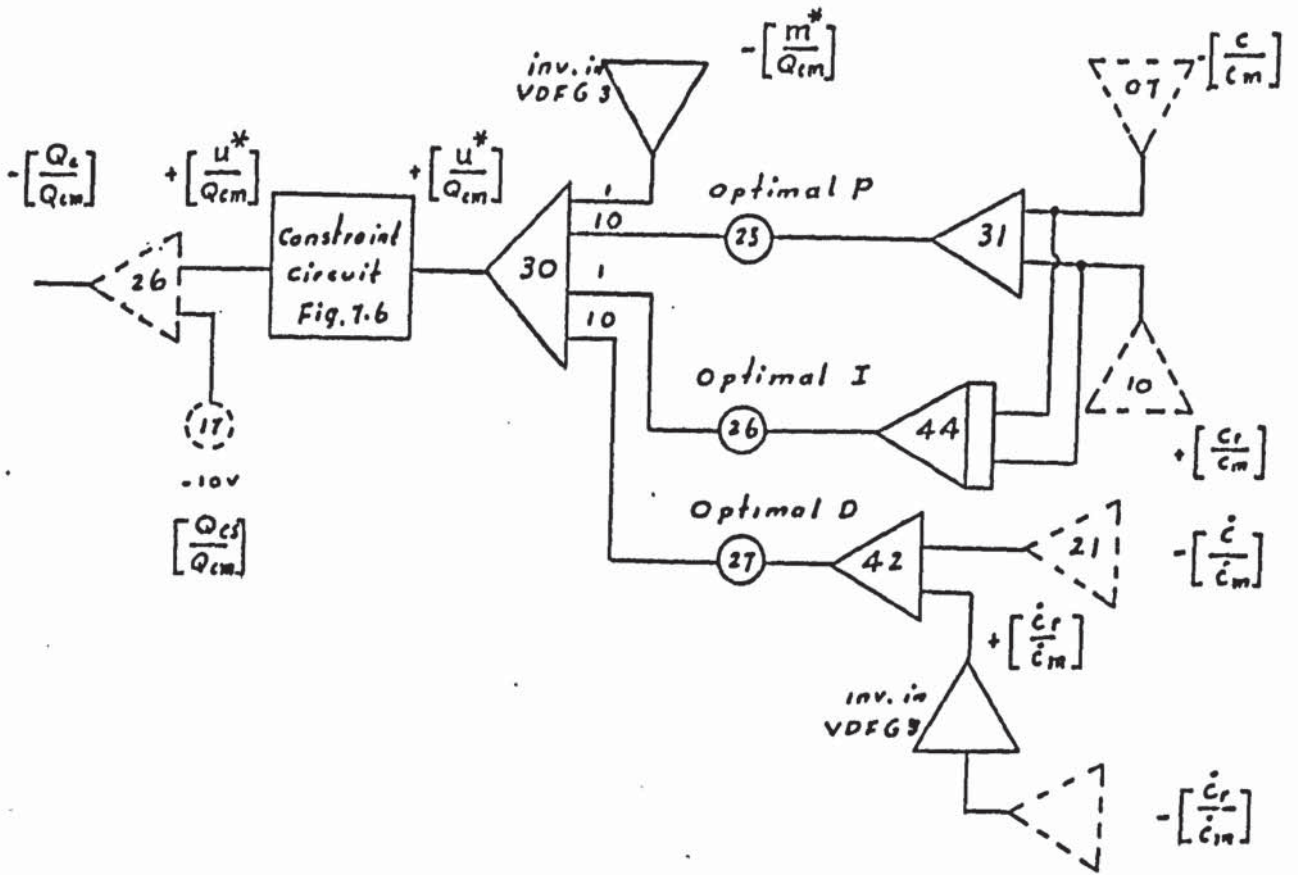 - [m* / Qcm]
inv. in
VDFG 3
07
- [c / cm]
- [Qc / Qcm]
+ [u* / Qcm]
+ [u* / Qcm]
1
Optimal P
10
25
31
26
Constraint
circuit
Fig. 7.6
30
1
10
Optimal I
26
44
10
+ [cr / cm]
17
-10v
[Qcs / Qcm]
Optimal D
27
42
21
- [ċ / ċm]
+ [ċr / ċm]
inv. in
VDFG
- [ċr / ċm]